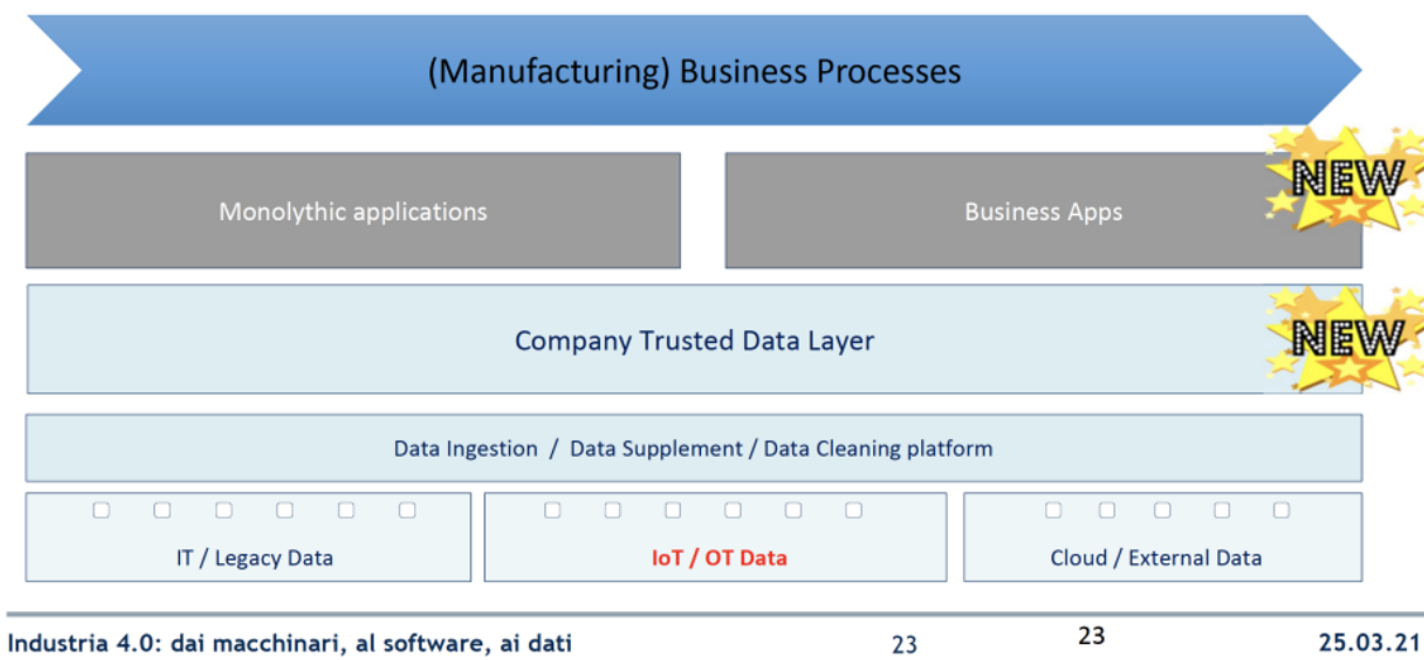 (Manufacturing) Business Processes
Monolythic applications
Business Apps
NEW
Company Trusted Data Layer
NEW
Data Ingestion / Data Supplement / Data Cleaning platform
IT / Legacy Data
IoT / OT Data
Cloud / External Data
Industria 4.0: dai macchinari, al software, ai dati
23
23
25.03.21